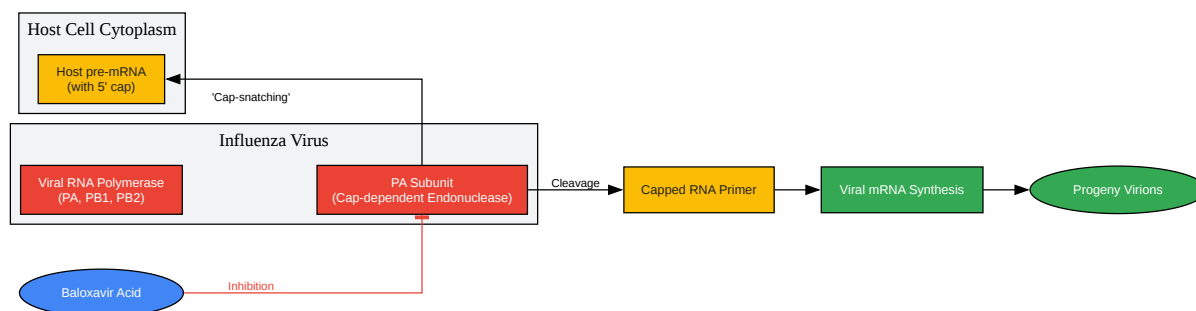 Host Cell Cytoplasm
Host pre-mRNA
(with 5' cap)
'Cap-snatching'
Influenza Virus
Viral RNA Polymerase
(PA, PB1, PB2)
PA Subunit
(Cap-dependent Endonuclease)
Cleavage
Capped RNA Primer
Viral mRNA Synthesis
Progeny Virions
Baloxavir Acid
Inhibition